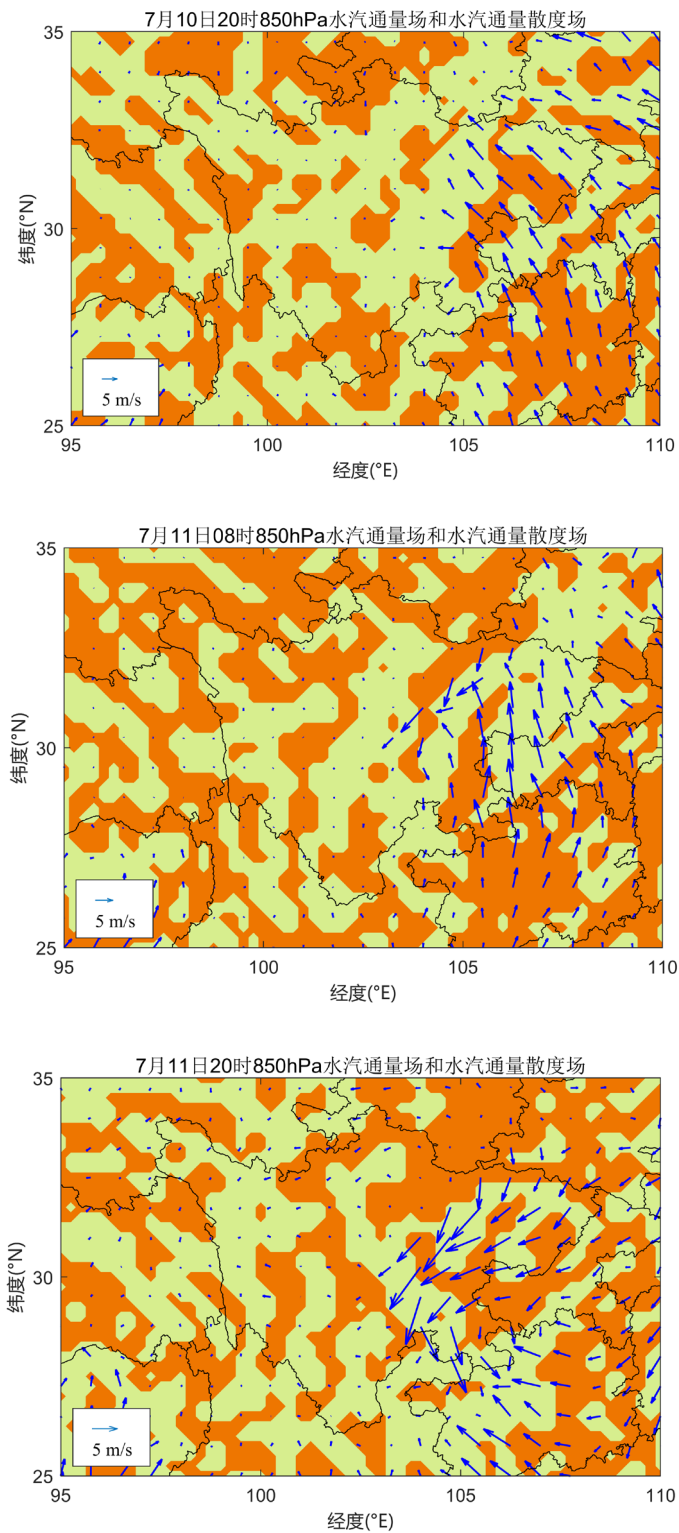 7月10日20时850hPa水汽通量场和水汽通量散度场
35
30
25
纬度(°N)
5 m/s
95
100
105
110
经度(°E)
7月11日08时850hPa水汽通量场和水汽通量散度场
35
30
25
纬度(°N)
5 m/s
95
100
105
110
经度(°E)
7月11日20时850hPa水汽通量场和水汽通量散度场
35
30
25
纬度(°N)
5 m/s
95
100
105
110
经度(°E)